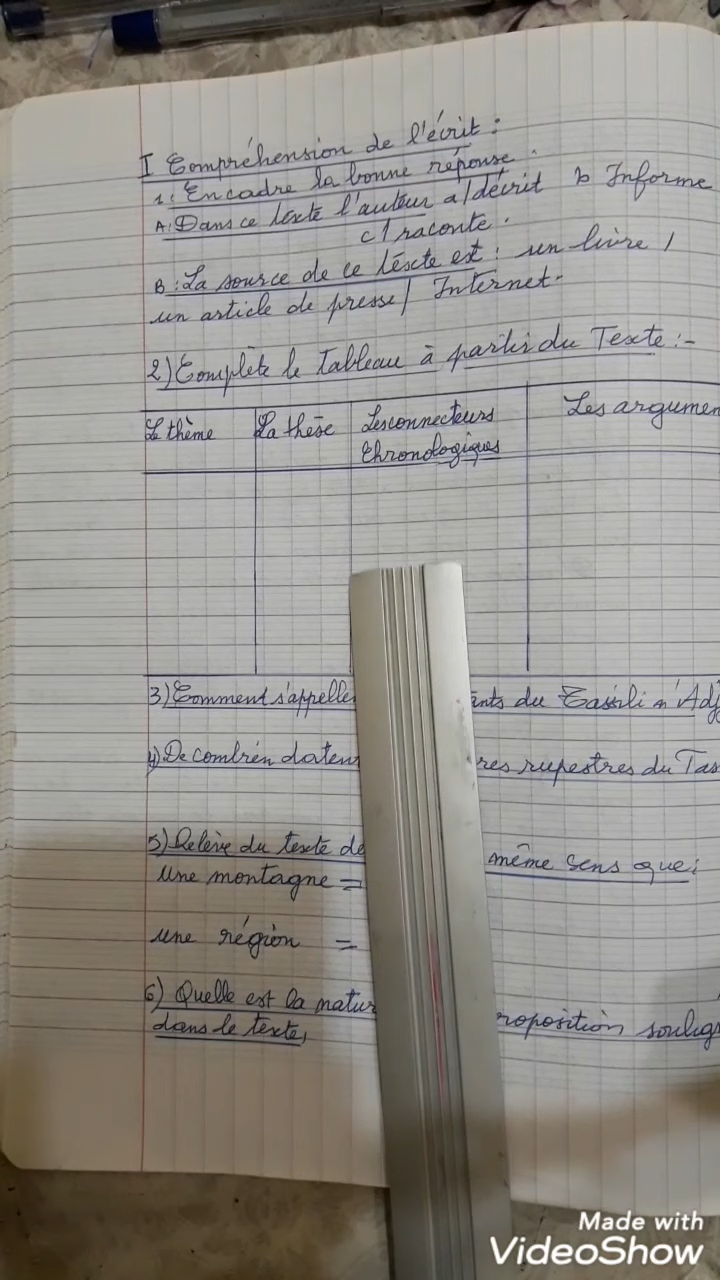 I Compréhension de l'écrit :
1: Encadre la bonne réponse.
A: Dans ce texte l'auteur a/ décrit b Informe
c/ raconte.
B: La source de ce texte est : un livre /
un article de presse / Internet.
2) Complète le Tableau à partir du Texte :-
Le thème La thèse Les connecteurs Les argumen
Chronologiques
3) Comment s'appelle nts du Tassili n'Adj
4) De combien daten res rupestres du Tas
5) Relève du texte de même sens que :
une montagne =
une région =
6) Quelle est la natur roposition soulig
dans le texte,
Made with
VideoShow